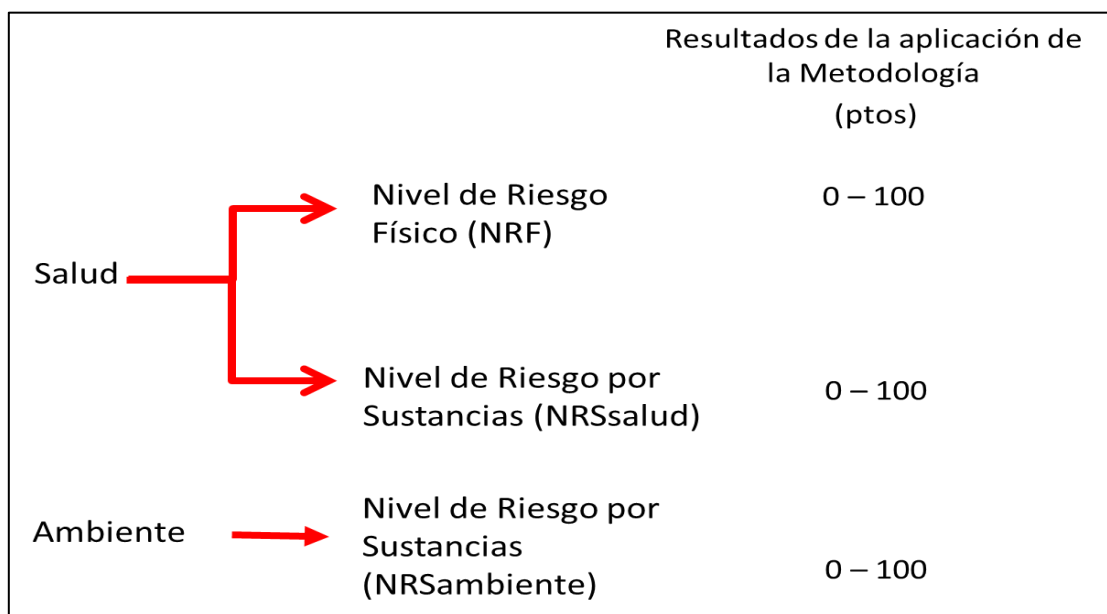 Resultados de la aplicación de
la Metodología
(ptos)
Salud
Nivel de Riesgo
Físico (NRF)
0 – 100
Nivel de Riesgo por
Sustancias (NRSsalud)
0 – 100
Ambiente
Nivel de Riesgo por
Sustancias
(NRSambiente)
0 – 100